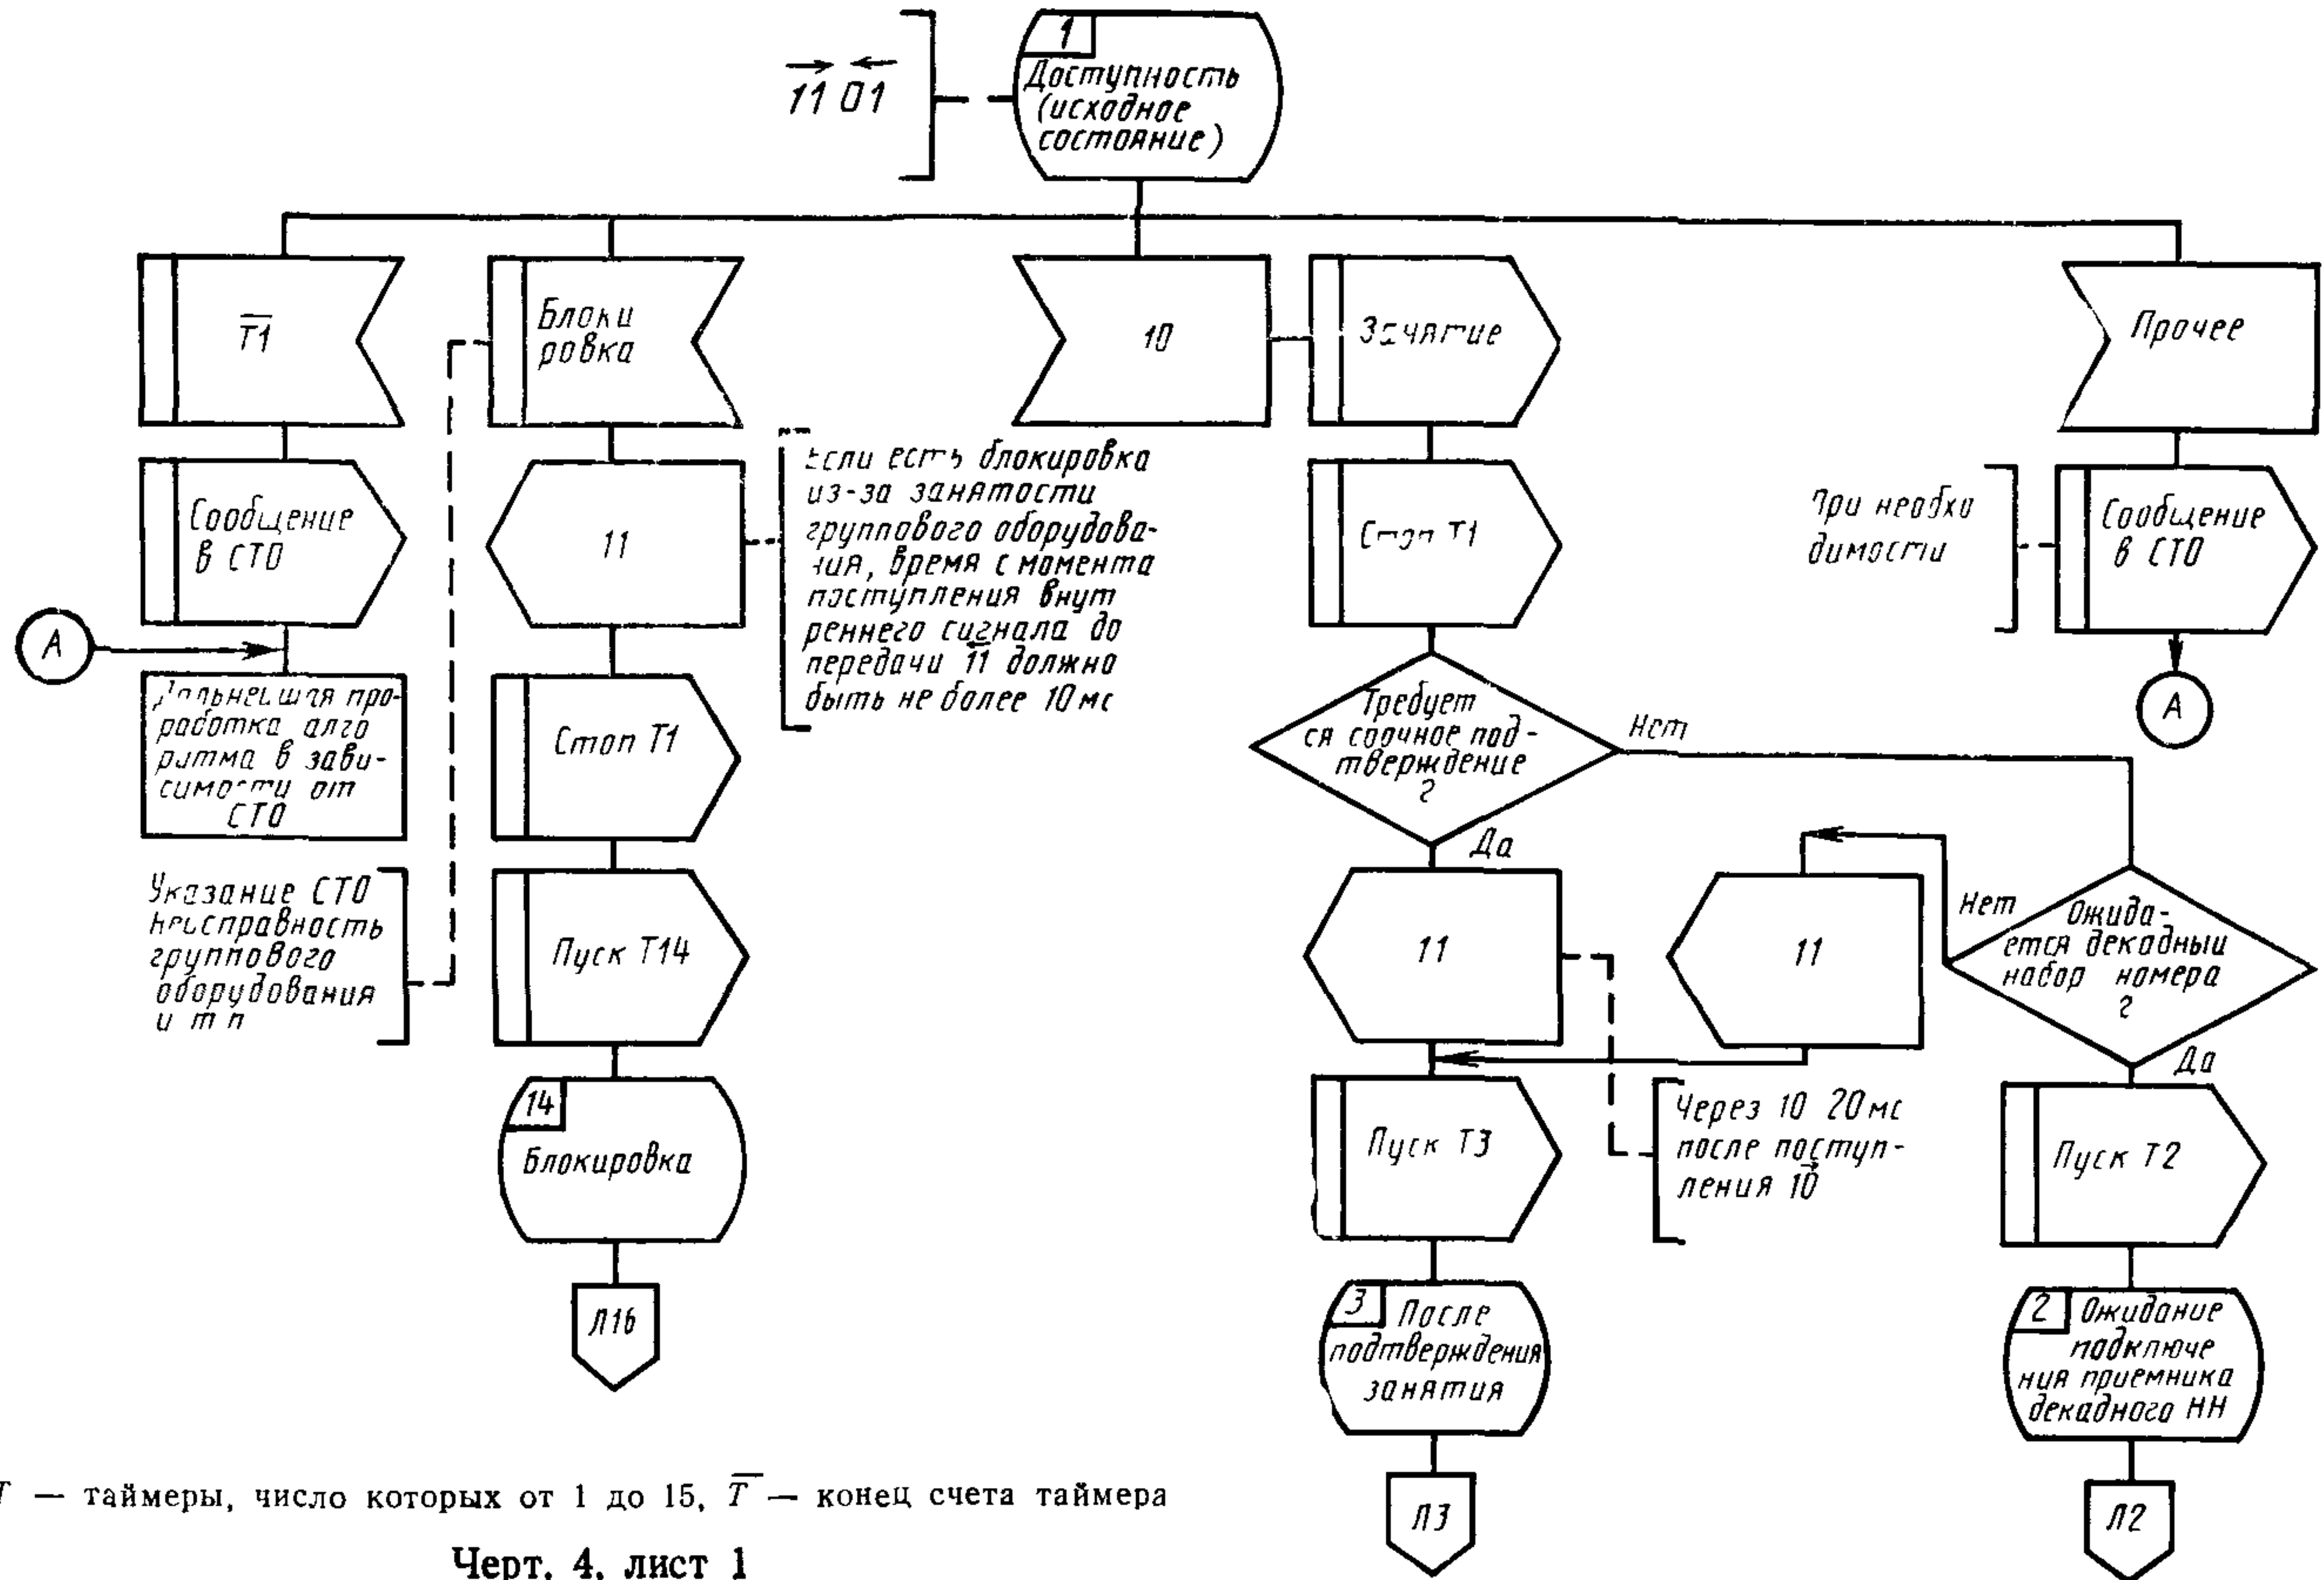 1
Доступность
(исходное
состояние)
11 01
T1
Блоки
ровка
10
Занятие
Прочее
Сообщение
в СТО
11
Если есть блокировка
из-за занятости
группового оборудова-
ния, время с момента
поступления внут
реннего сигнала до
передачи 11 должно
быть не более 10 мс
Стоп Т1
При необхо
димости
Сообщение
в СТО
А
А
Дальнейшая про-
работка алго
ритма в зави-
симости от
СТО
Стоп Т1
Требует
ся срочное под-
тверждение
?
Нет
Да
Указание СТО
Неисправность
группового
оборудования
и т п
Пуск Т14
11
11
Нет
Ожида-
ется декадный
набор номера
?
Да
14
Блокировка
Пуск Т3
Через 10 20 мс
после поступ-
ления 10
Пуск Т2
Л16
3
После
подтверждения
занятия
2
Ожидание
подключе
ния приемника
декадного НН
Л3
Л2
Т — таймеры, число которых от 1 до 15, T — конец счета таймера
Черт. 4, лист 1